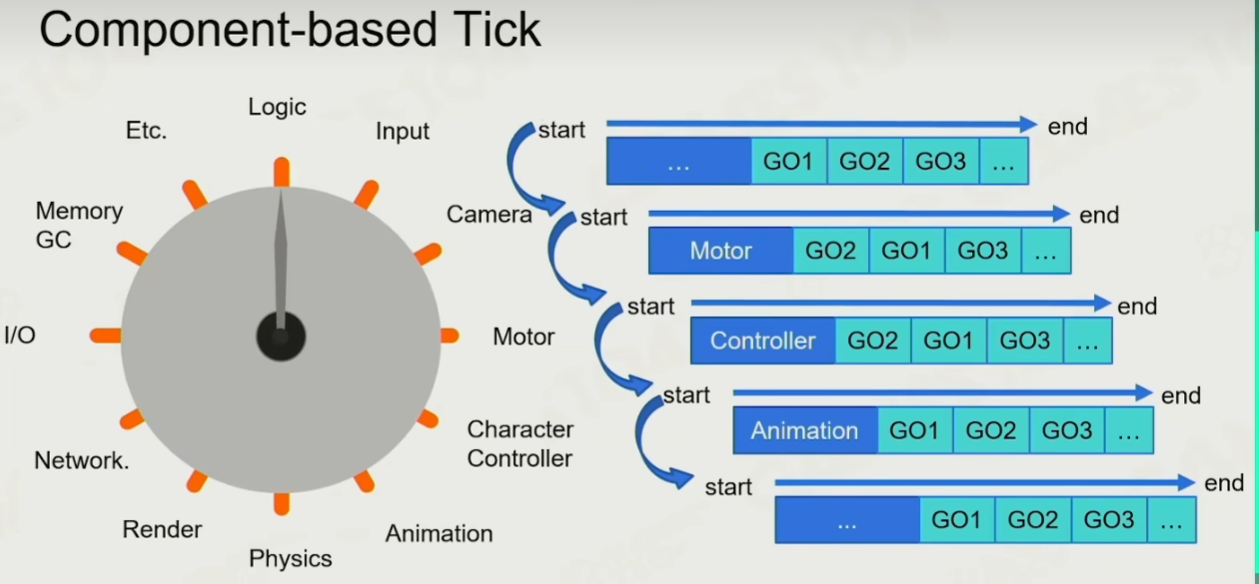 Component-based Tick
Logic
Input
Camera
Motor
Character
Controller
Animation
Physics
Render
Network.
I/O
Memory
GC
Etc.
start
end
... GO1 GO2 GO3 ...
start
end
Motor GO2 GO1 GO3 ...
start
end
Controller GO2 GO1 GO3 ...
start
end
Animation GO1 GO2 GO3 ...
start
end
... GO1 GO2 GO3 ...